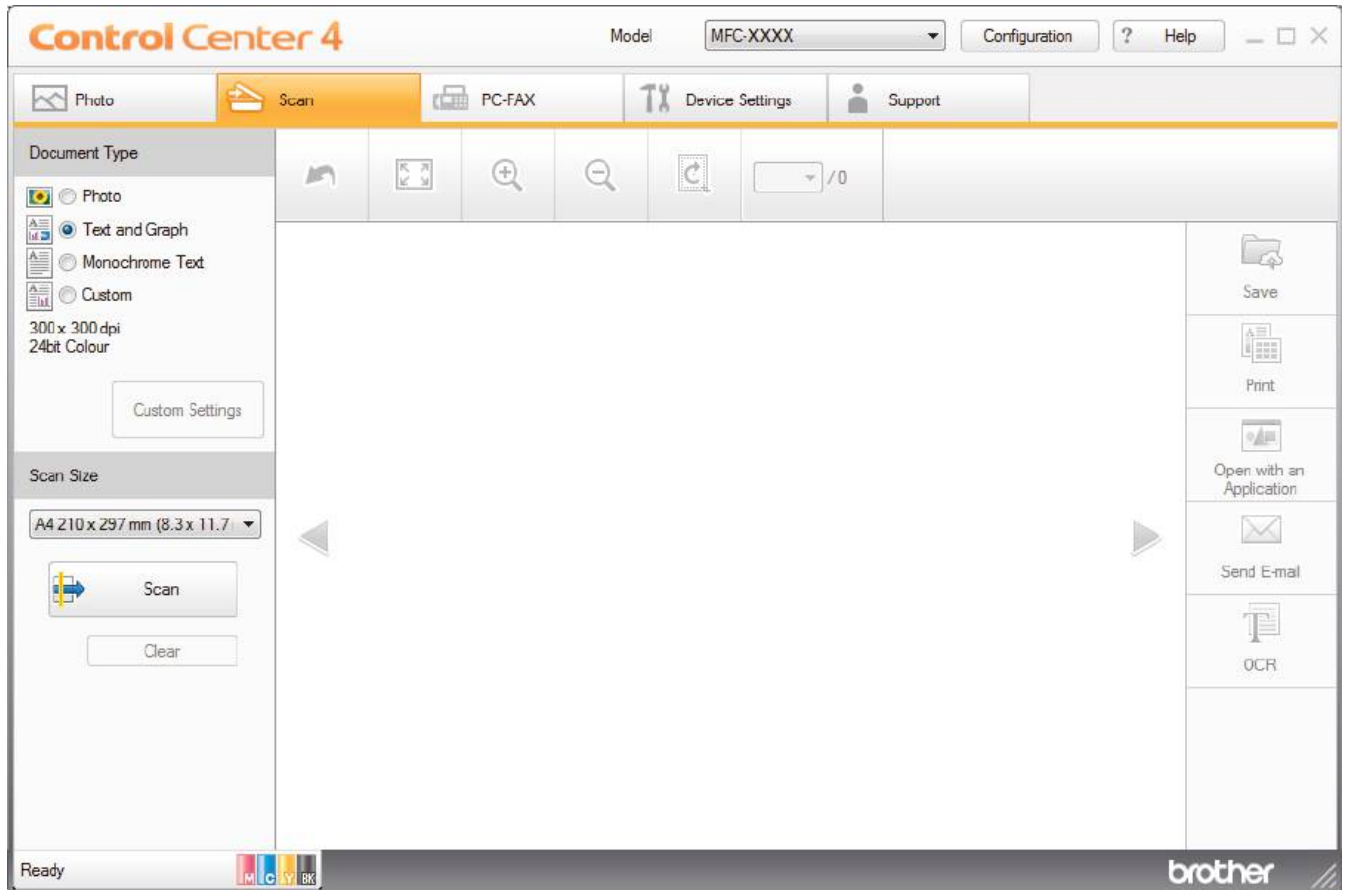 Control Center 4
Model
MFC-XXXX
Configuration
? Help
Photo
Scan
PC-FAX
Device Settings
Support
Document Type
Photo
Text and Graph
Monochrome Text
Custom
300 x 300 dpi
24bit Colour
Custom Settings
Scan Size
A4 210 x 297 mm (8.3 x 11.7
Scan
Clear
/ 0
Save
Print
Open with an
Application
Send E-mail
OCR
Ready
M C Y BK
brother